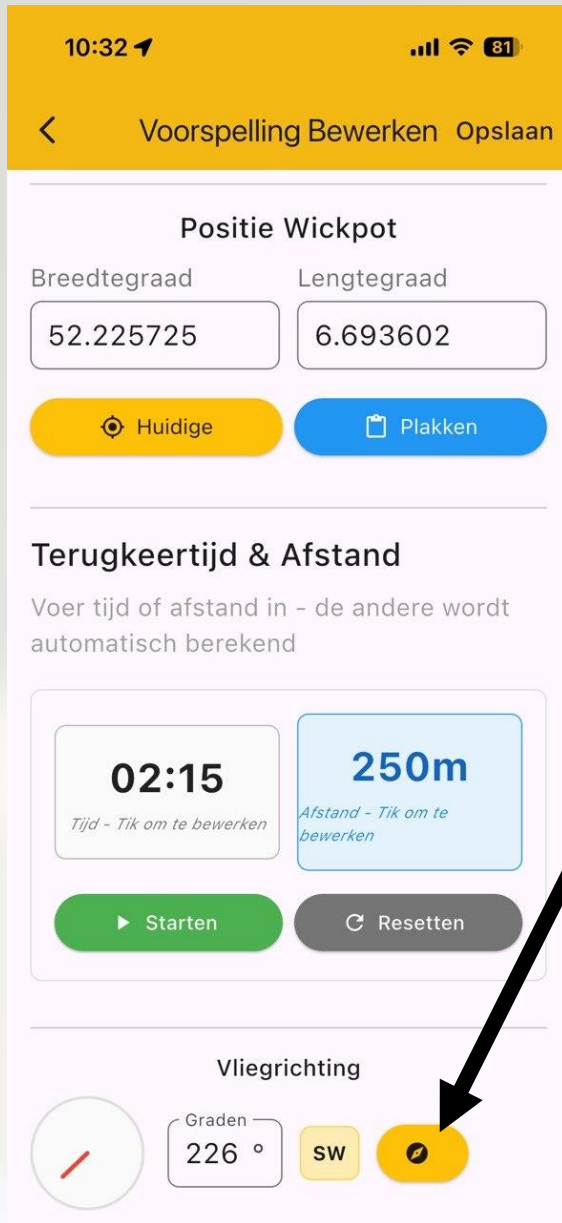 10:32
81
Voorspelling Bewerken Opslaan
Positie Wickpot
Breedtegraad Lengtegraad
52.225725 6.693602
Huidige Plakken
Terugkeertijd & Afstand
Voer tijd of afstand in - de andere wordt
automatisch berekend
02:15 250m
Tijd - Tik om te bewerken Afstand - Tik om te
bewerken
Starten Resetten
Vliegrichting
Graden
226 ° SW